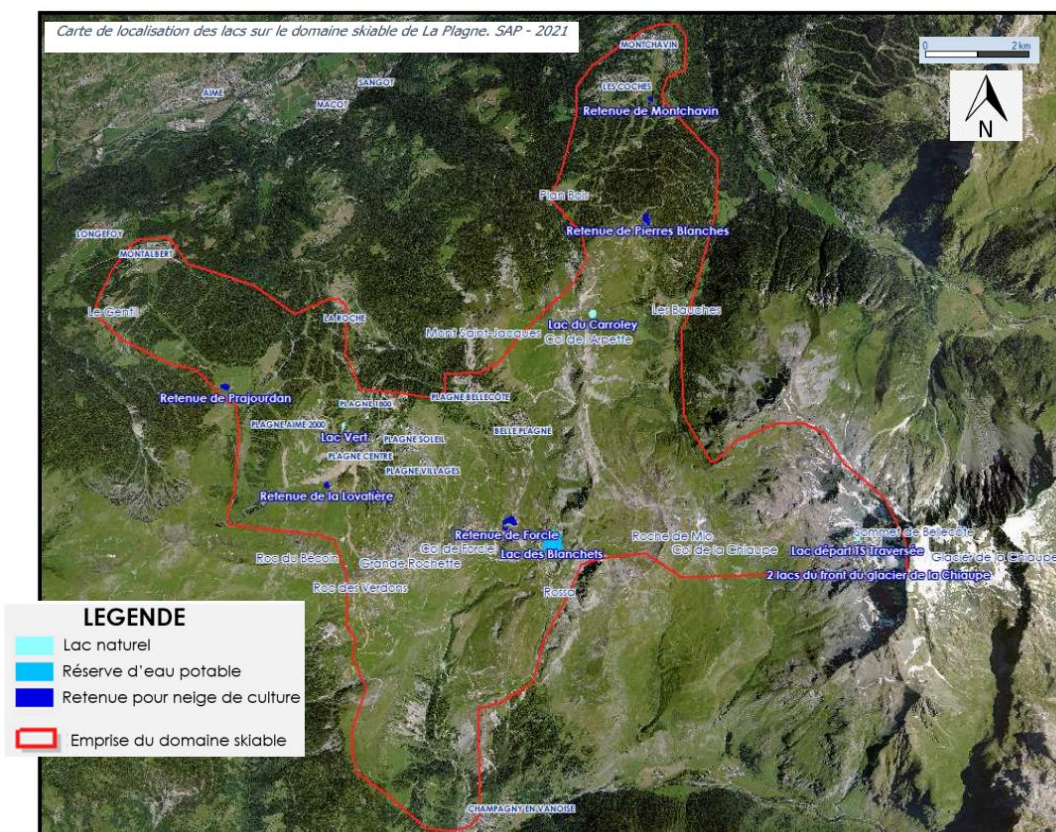 Carte de localisation des lacs sur le domaine skiable de La Plagne. SAP - 2021
0 2 km
N
MONTCHAVIN
SANGOT
AIME
MACOT
LES COCHES
Retenue de Montchavin
Plan Bois
Retenue de Pierres Blanches
LONGEFOY
MONTALBERT
Le Gentil
LA ROCHE
Les Bauches
Lac du Carroley
Mont Saint-Jacques
Col de l'Arpette
Retenue de Prajourdan
PLAGNE 1800
PLAGNE BELLECÔTE
PLAGNE AIME 2000
Lac Vert
PLAGNE SOLEIL
BELLE PLAGNE
PLAGNE CENTRE
PLAGNE VILLAGES
Retenue de la Lovatière
Retenue de Forcle
Roche de Mio
Sommet de Bellecôte
Col de Forcle
Lac des Blanchets
Col de la Chiaupe
Lac départ TS Traversée
Glacier de la Chiaupe
Roc du Bécoin
Grande Rochette
2 lacs du front du glacier de la Chiaupe
Roc des Verdons
Rossa
LEGENDE
Lac naturel
Réserve d'eau potable
Retenue pour neige de culture
Emprise du domaine skiable
CHAMPAGNY EN VANOISE